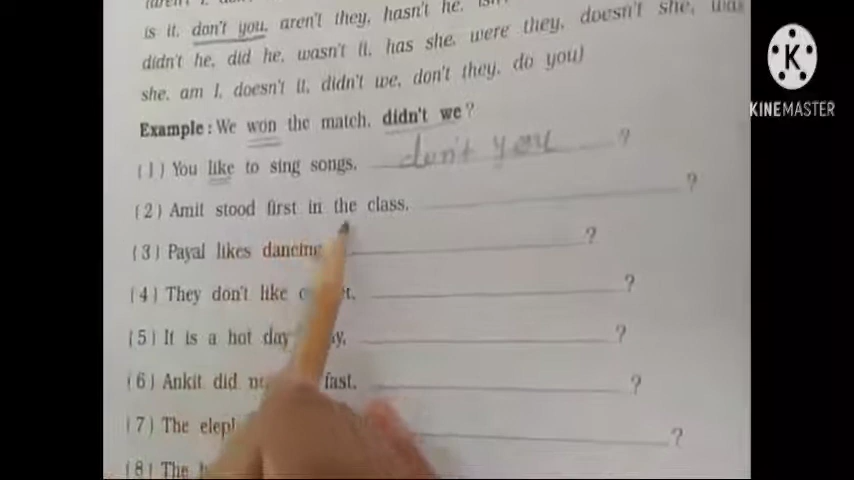 is it, don't you, aren't they, hasn't he,
didn't he, did he, wasn't it, has she, were they, doesn't she, was
she, am I, doesn't it, didn't we, don't they, do you)
Example : We won the match, didn't we ?
(1) You like to sing songs. don't you ?
(2) Amit stood first in the class. ?
(3) Payal likes dancing ?
(4) They don't like ?
(5) It is a hot day ?
(6) Ankit did fast. ?
(7) The ?
(8) The
K
KINEMASTER